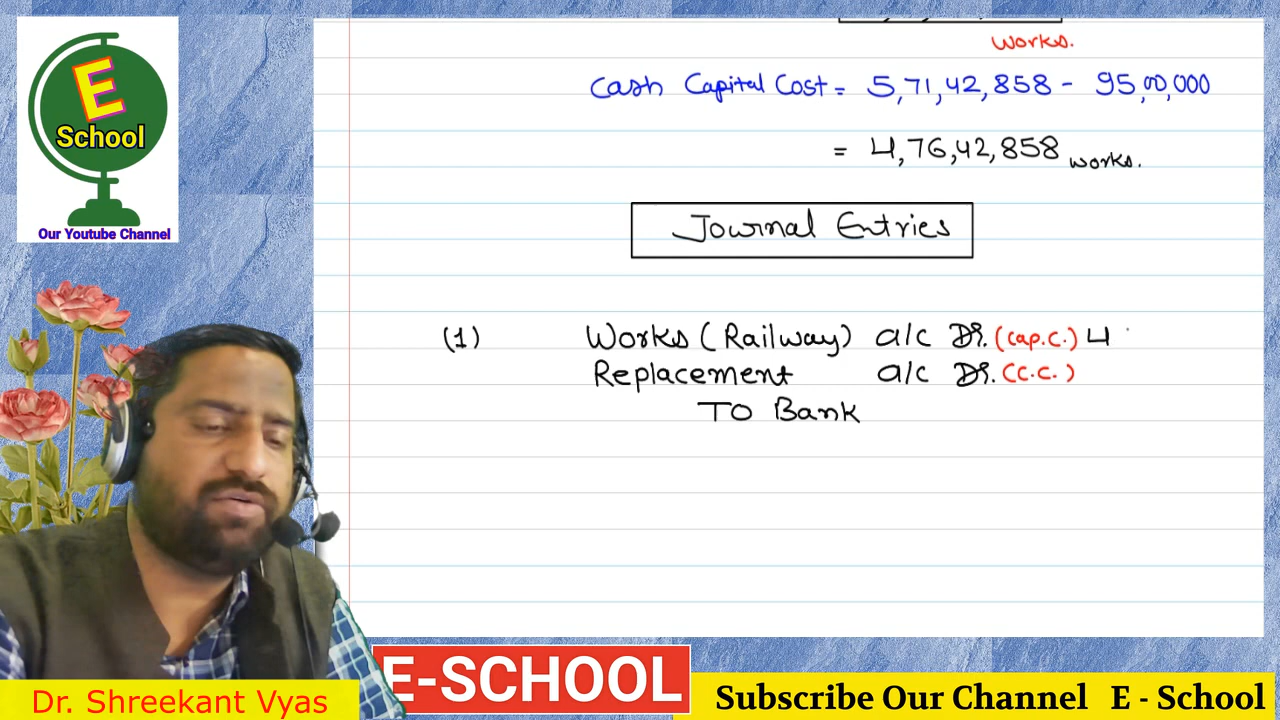 E
School
Our Youtube Channel
works.
Cash Capital Cost = 5,71,42,858 - 95,00,000
= 4,76,42,858 works.
Journal Entries
(1) Works (Railway) a/c Dr. (cap.c.) 4
Replacement a/c Dr. (c.c.)
To Bank
E-SCHOOL
Dr. Shreekant Vyas
Subscribe Our Channel E - School